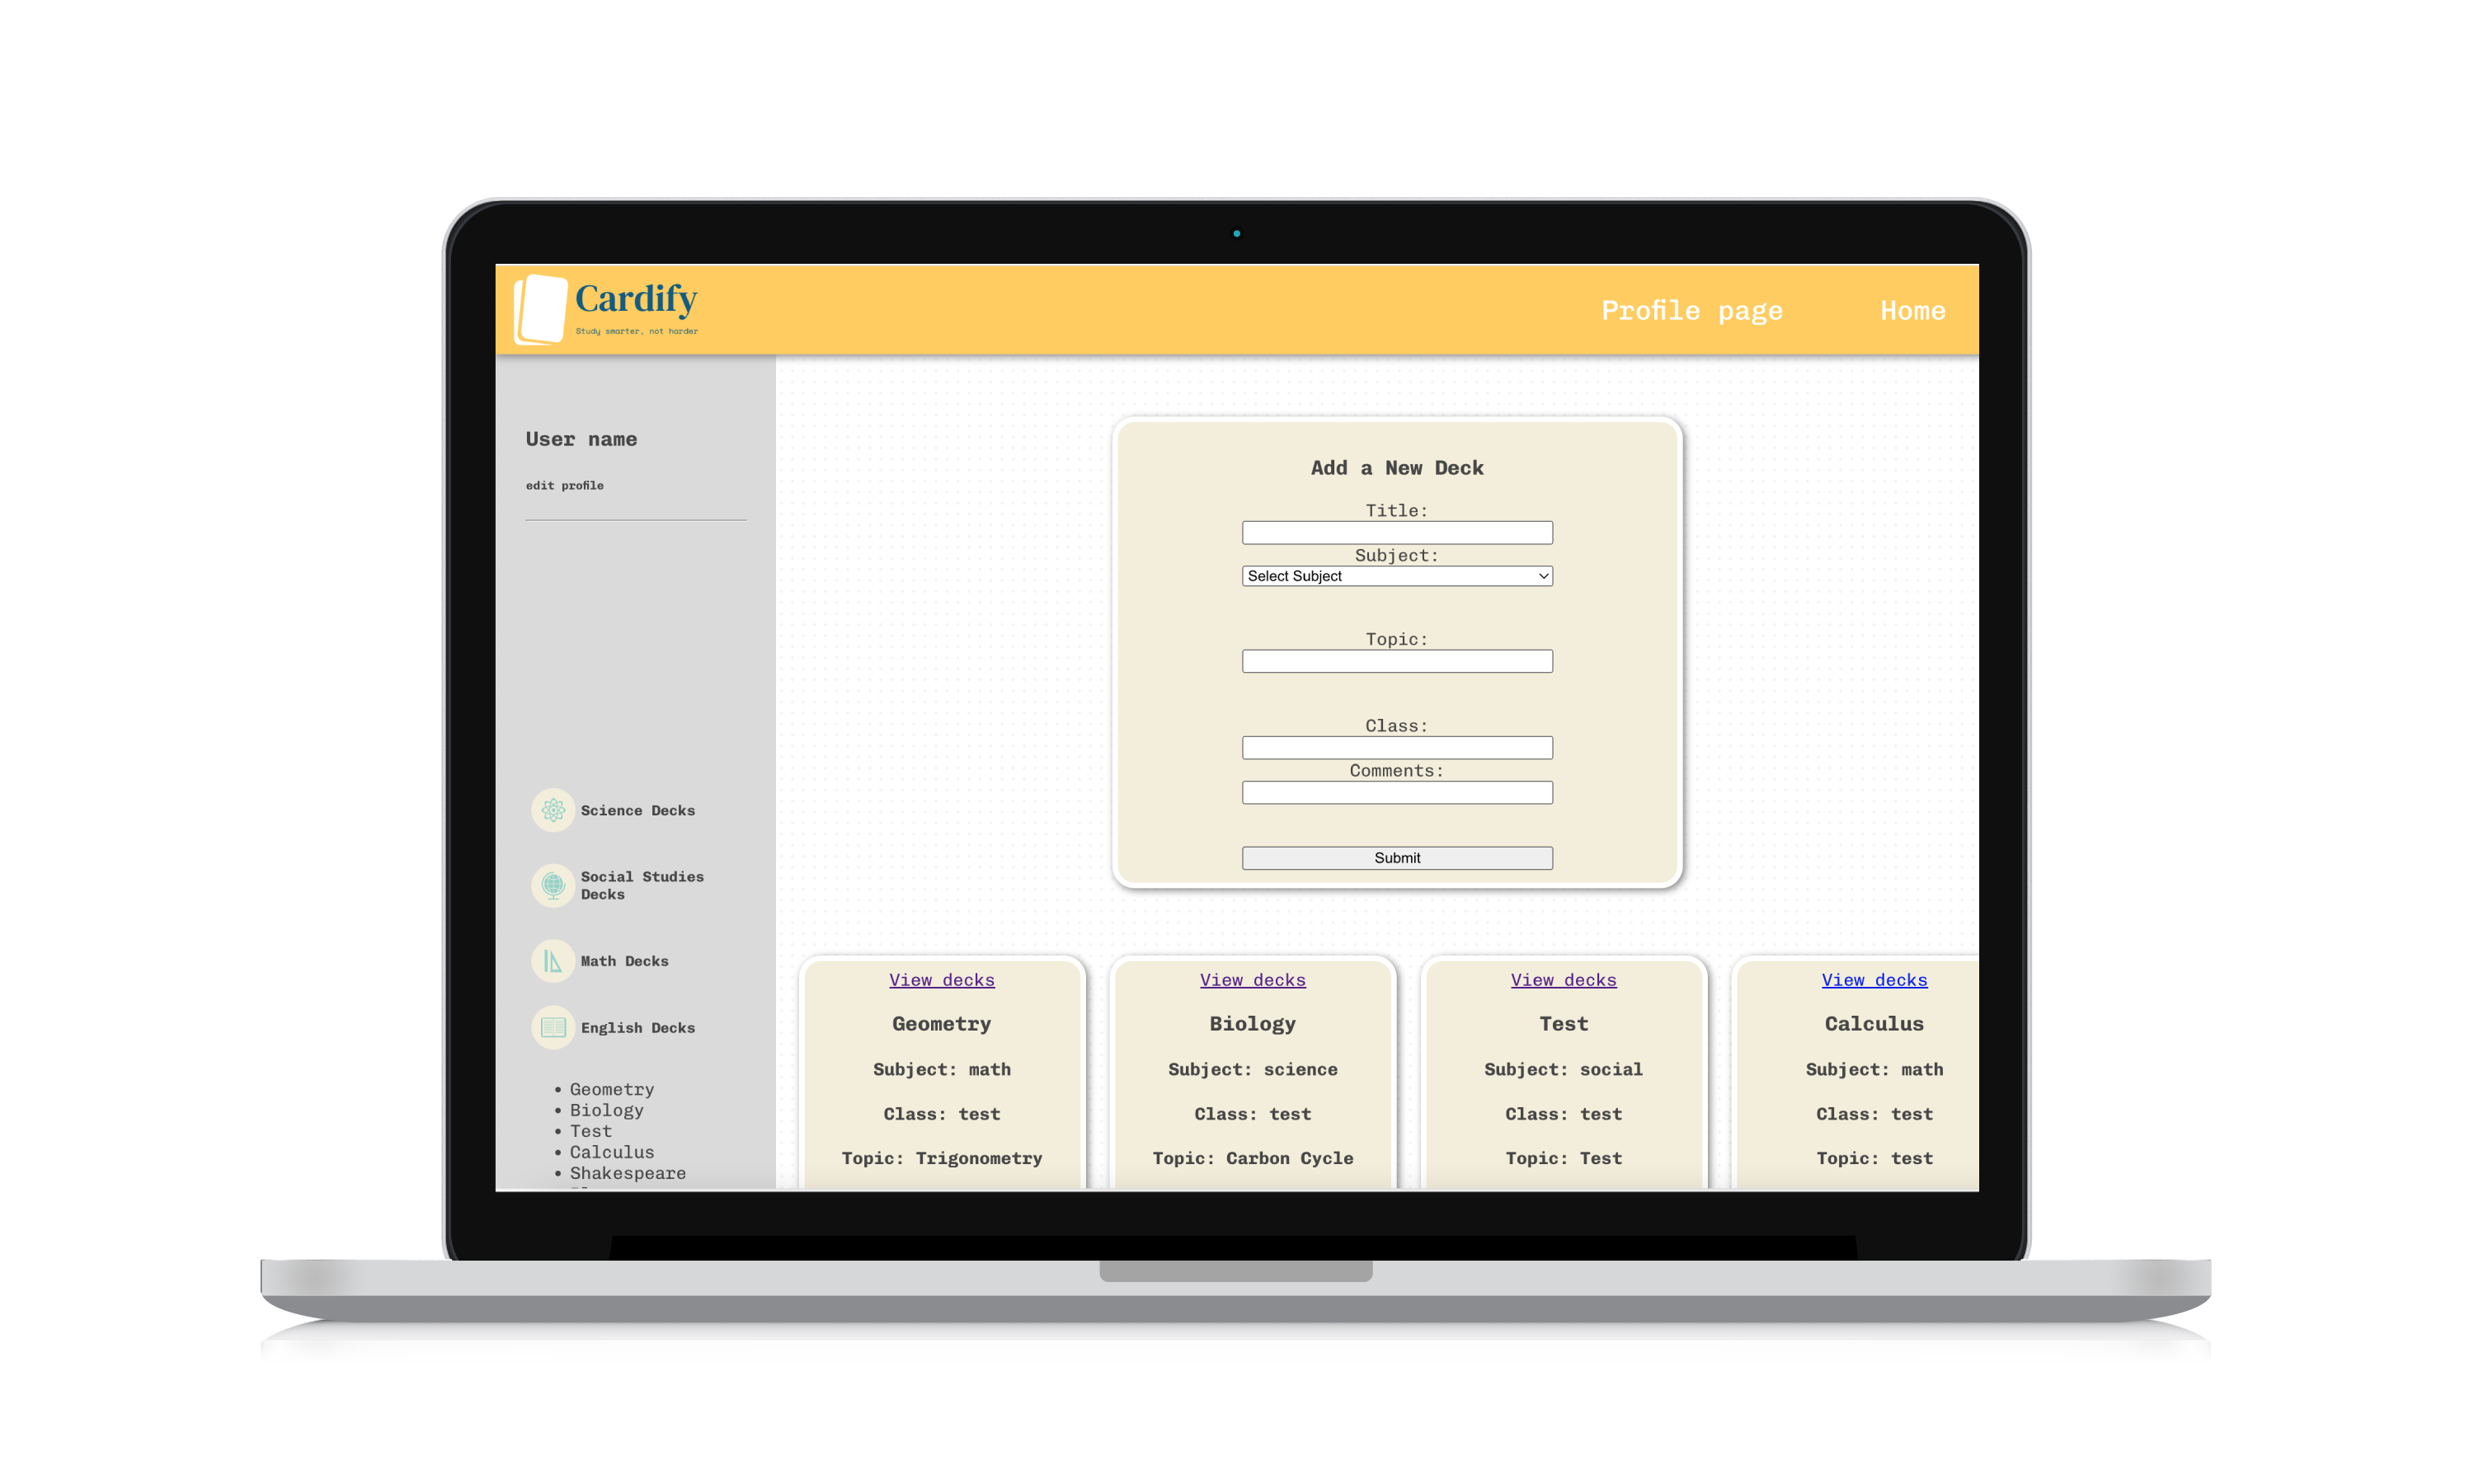 Cardify
Study smarter, not harder
Profile page
Home
User name
edit profile
Science Decks
Social Studies
Decks
Math Decks
English Decks
Geometry
Biology
Test
Calculus
Shakespeare
Add a New Deck
Title:
Subject:
Select Subject
Topic:
Class:
Comments:
Submit
View decks
Geometry
Subject: math
Class: test
Topic: Trigonometry
View decks
Biology
Subject: science
Class: test
Topic: Carbon Cycle
View decks
Test
Subject: social
Class: test
Topic: Test
View decks
Calculus
Subject: math
Class: test
Topic: test